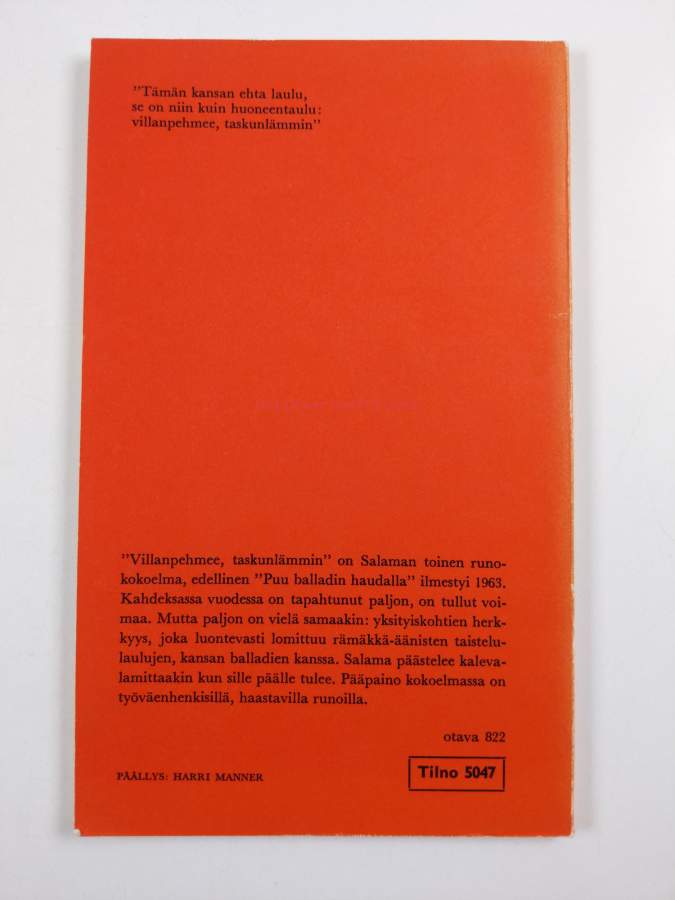 ”Tämän kansan ehta laulu,
se on niin kuin huoneentaulu:
villanpehmee, taskunlämmin”
”Villanpehmee, taskunlämmin” on Salaman toinen runo-
kokoelma, edellinen ”Puu balladin haudalla” ilmestyi 1963.
Kahdeksassa vuodessa on tapahtunut paljon, on tullut voi-
maa. Mutta paljon on vielä samaakin: yksityiskohtien herk-
kyys, joka luontevasti lomittuu rämäkkä-äänisten taistelu-
laulujen, kansan balladien kanssa. Salama päästelee kaleva-
lamittaakin kun sille päälle tulee. Pääpaino kokoelmassa on
työväenhenkisillä, haastavilla runoilla.
otava 822
Tilno 5047
PÄÄLLYS: HARRI MANNER